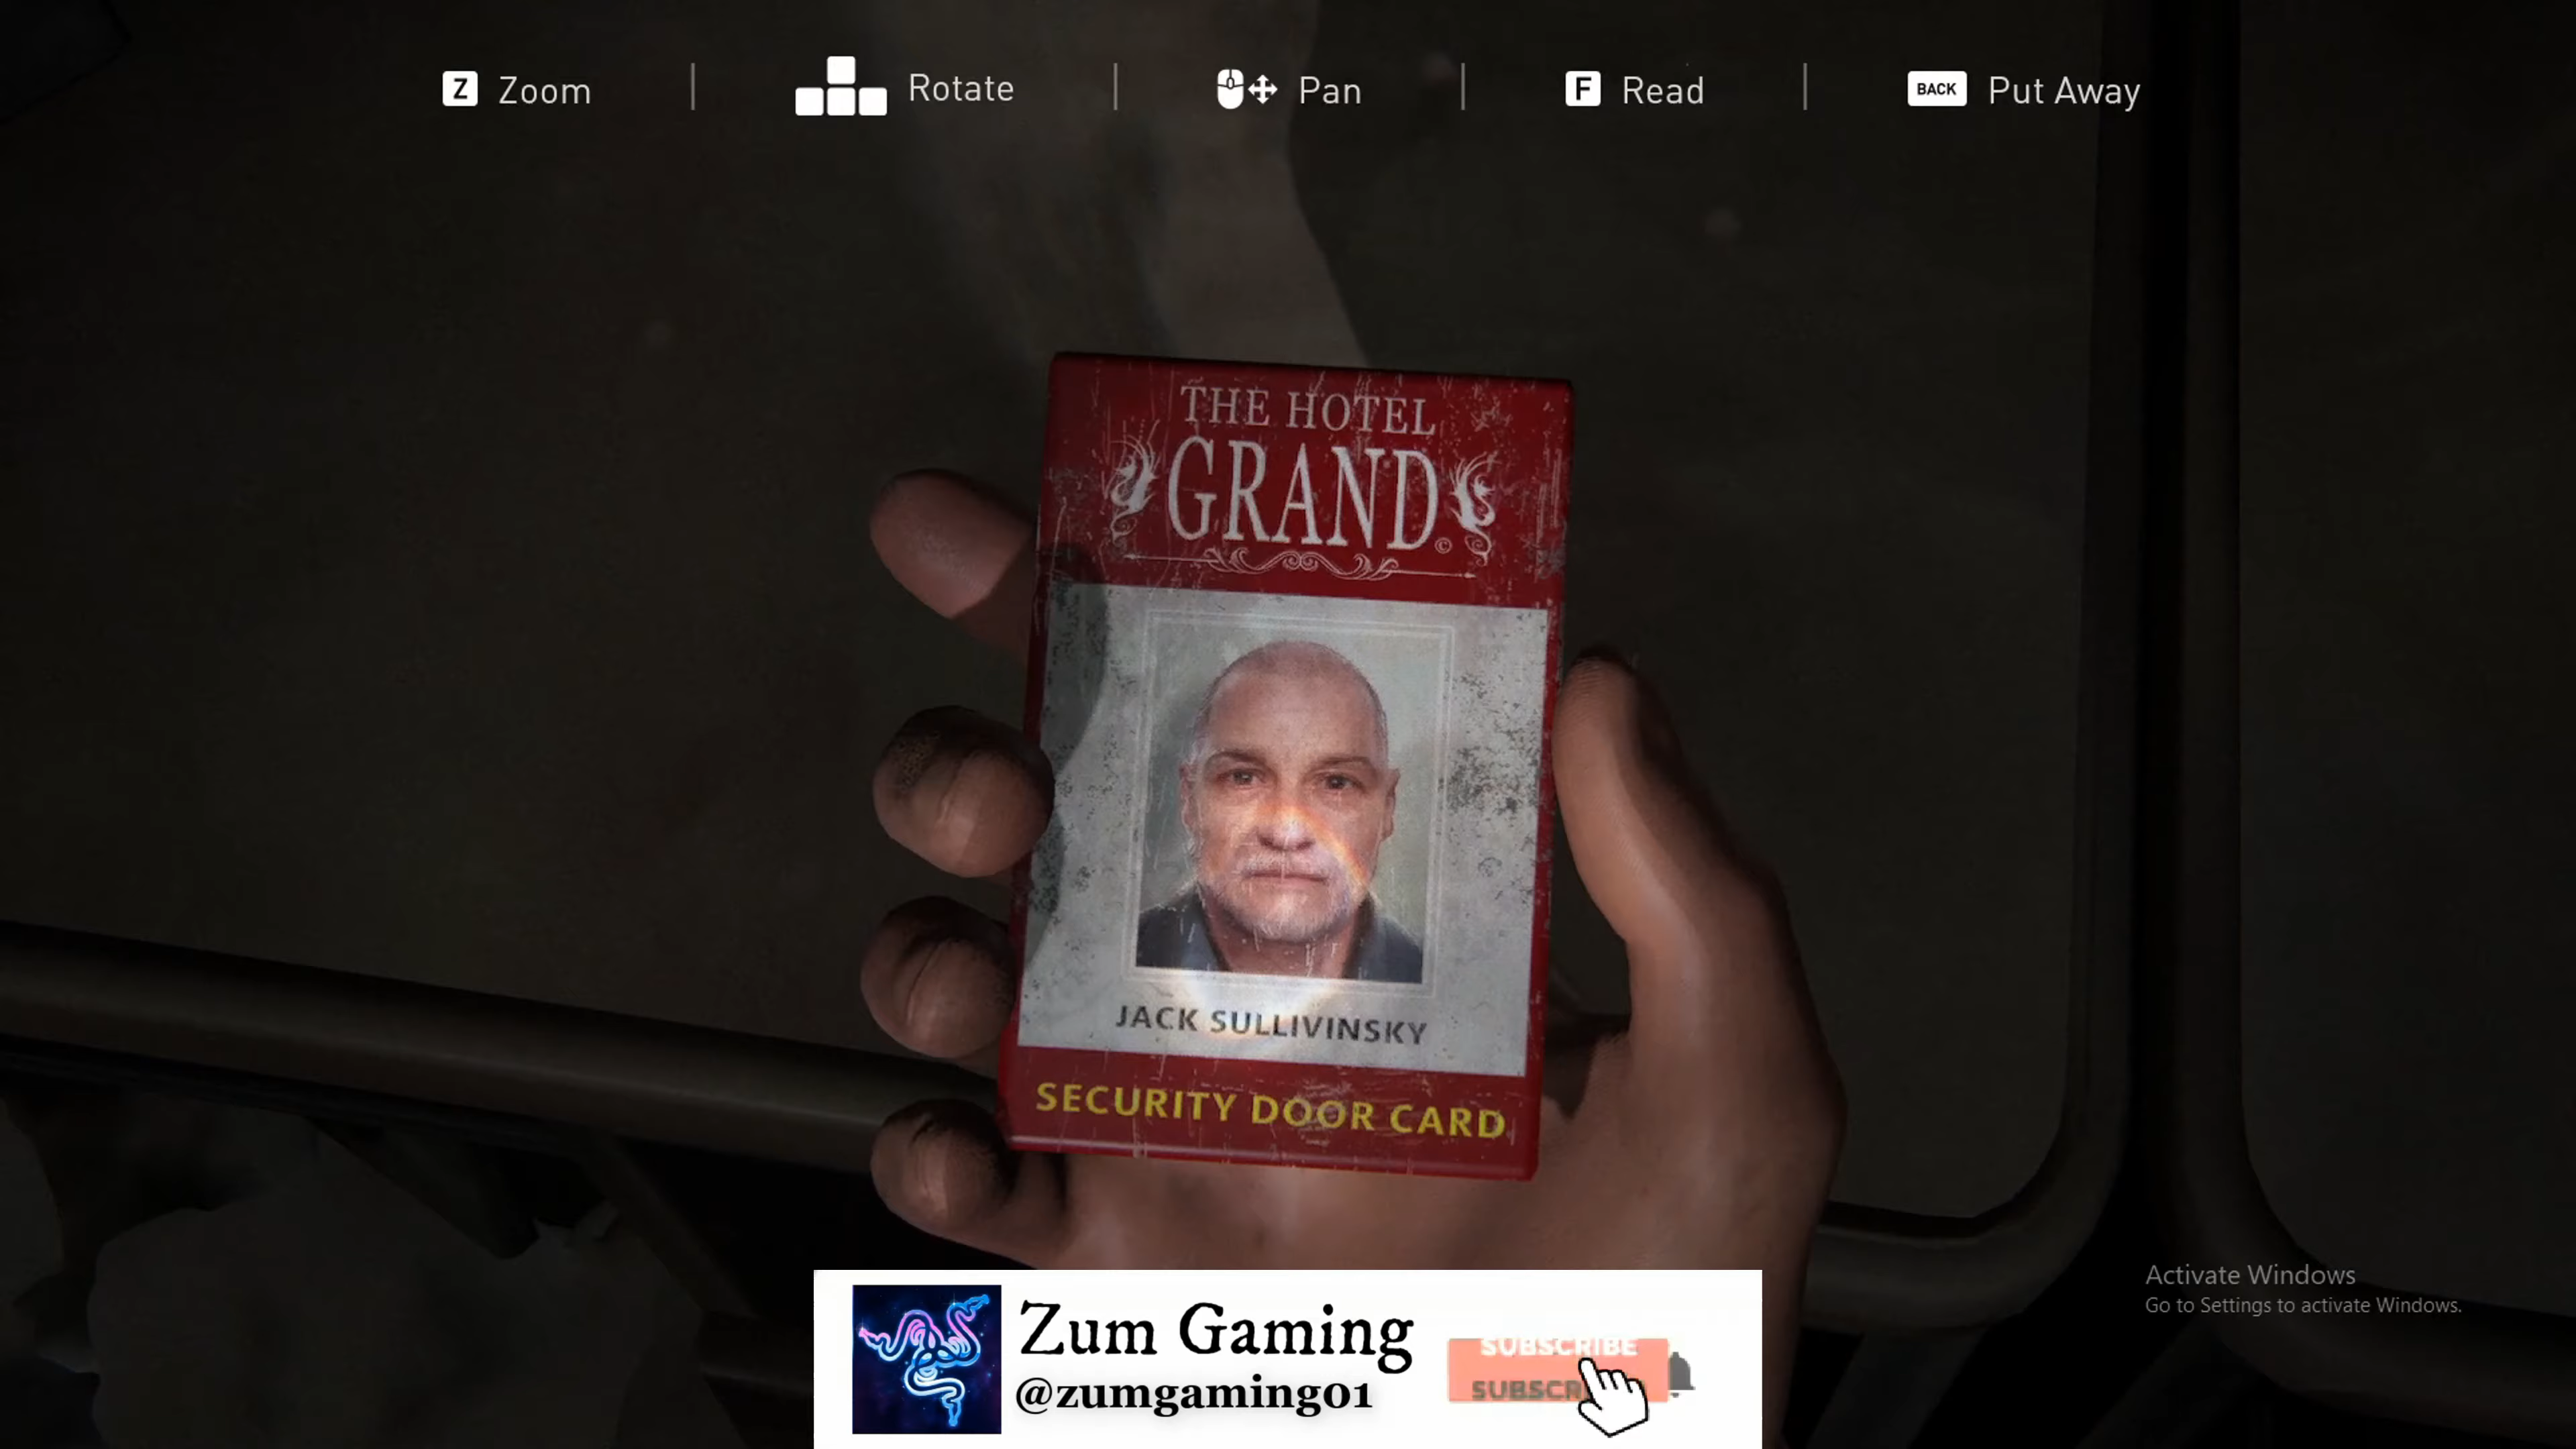 Z Zoom
Rotate
Pan
F Read
BACK Put Away
THE HOTEL
GRAND ©
JACK SULLIVINSKY
SECURITY DOOR CARD
Activate Windows
Go to Settings to activate Windows.
Zum Gaming
@zumgaming01
SUBSCRIBE